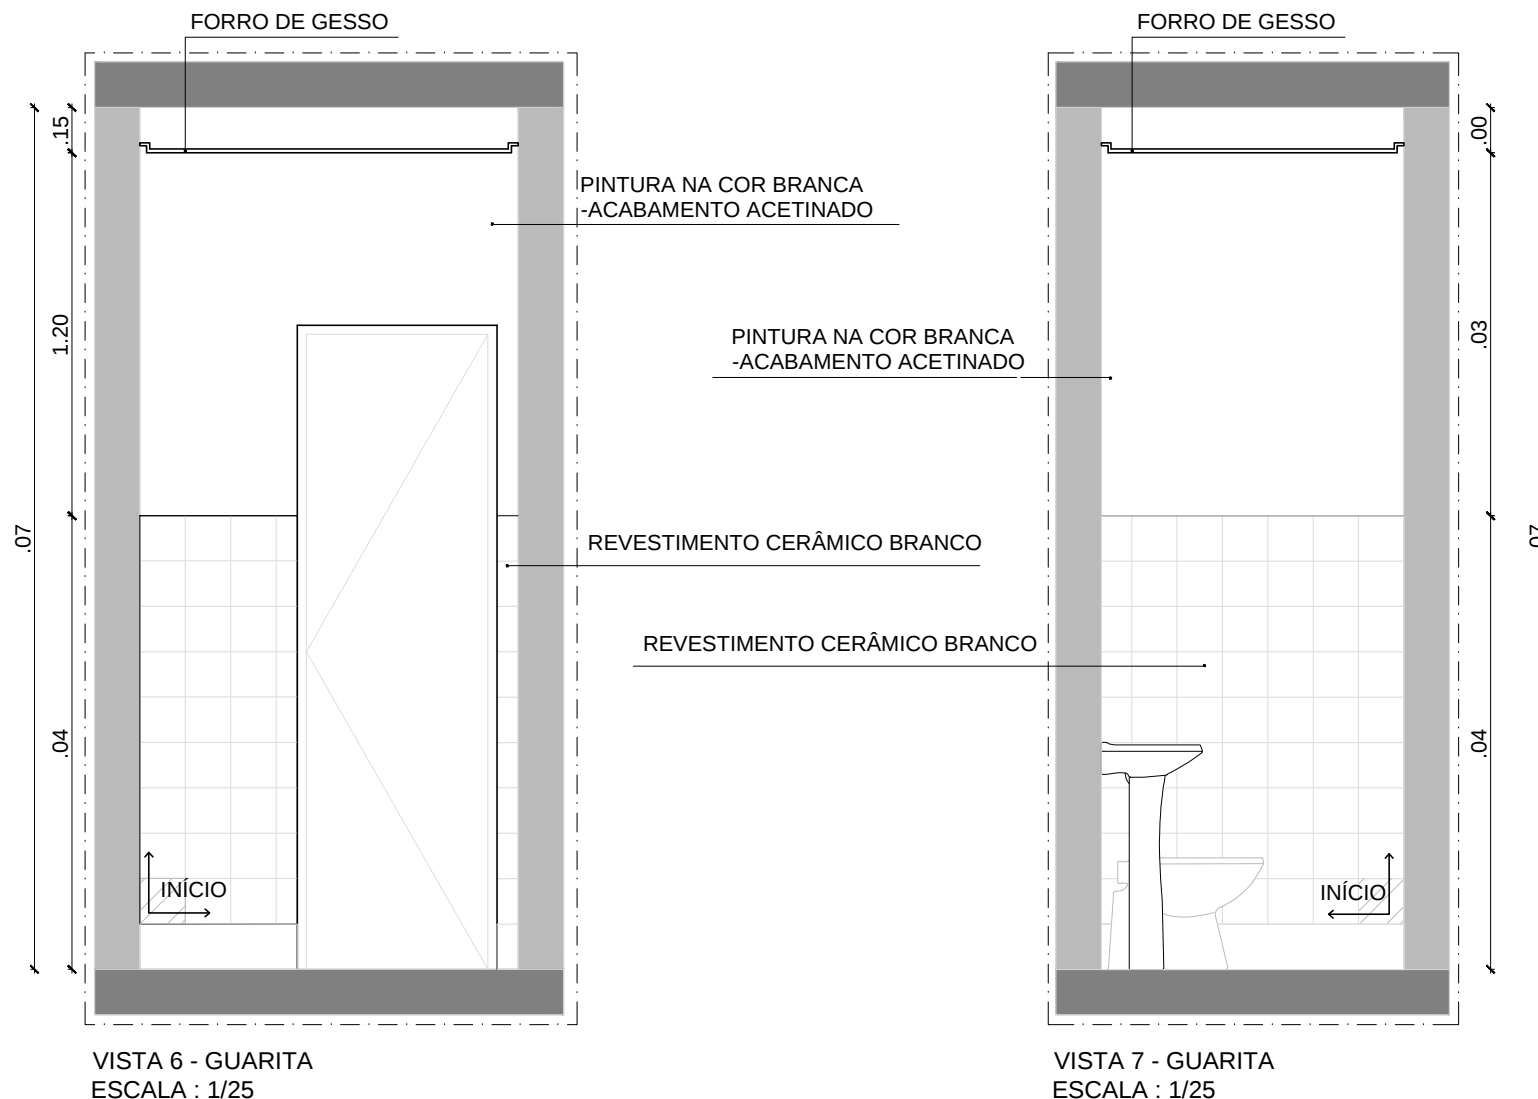 FORRO DE GESSO
FORRO DE GESSO
.15
.00
PINTURA NA COR BRANCA
-ACABAMENTO ACETINADO
1.20
.03
PINTURA NA COR BRANCA
-ACABAMENTO ACETINADO
.07
.07
REVESTIMENTO CERÂMICO BRANCO
REVESTIMENTO CERÂMICO BRANCO
.04
.04
INÍCIO
INÍCIO
VISTA 6 - GUARITA
ESCALA : 1/25
VISTA 7 - GUARITA
ESCALA : 1/25